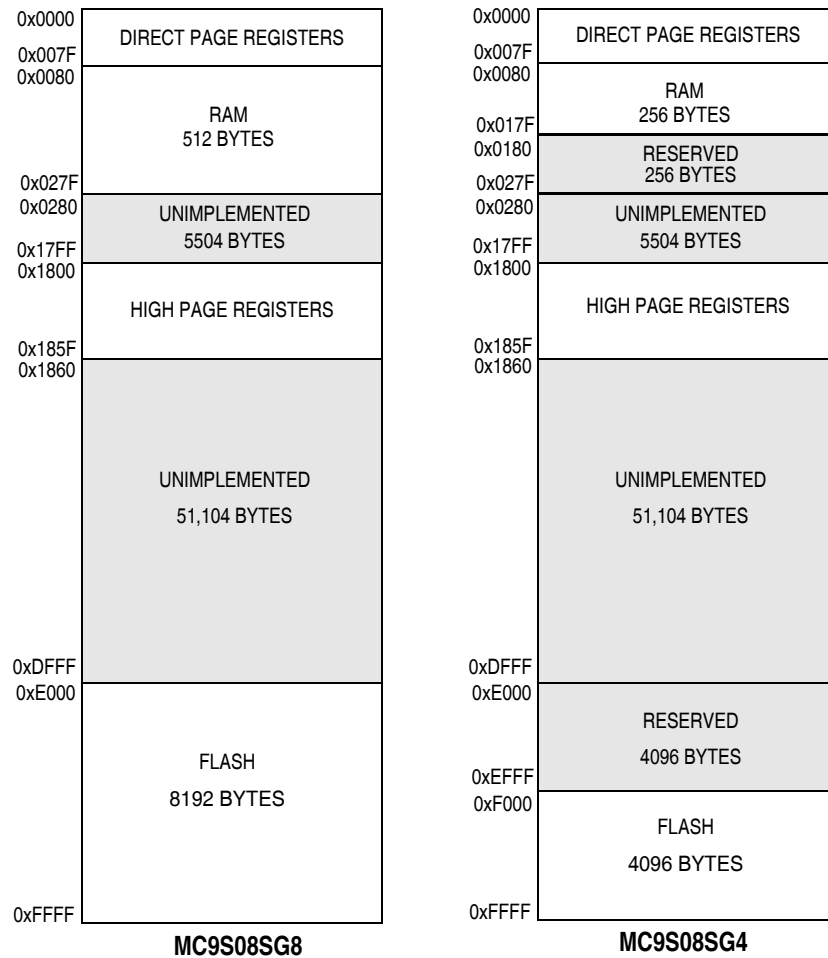 0x0000
DIRECT PAGE REGISTERS
0x007F
0x0080
RAM
512 BYTES
0x027F
0x0280
UNIMPLEMENTED
5504 BYTES
0x17FF
0x1800
HIGH PAGE REGISTERS
0x185F
0x1860
UNIMPLEMENTED
51,104 BYTES
0xDFFF
0xE000
FLASH
8192 BYTES
0xFFFF
MC9S08SG8
0x0000
DIRECT PAGE REGISTERS
0x007F
0x0080
RAM
256 BYTES
0x017F
0x0180
RESERVED
256 BYTES
0x027F
0x0280
UNIMPLEMENTED
5504 BYTES
0x17FF
0x1800
HIGH PAGE REGISTERS
0x185F
0x1860
UNIMPLEMENTED
51,104 BYTES
0xDFFF
0xE000
RESERVED
4096 BYTES
0xEFFF
0xF000
FLASH
4096 BYTES
0xFFFF
MC9S08SG4